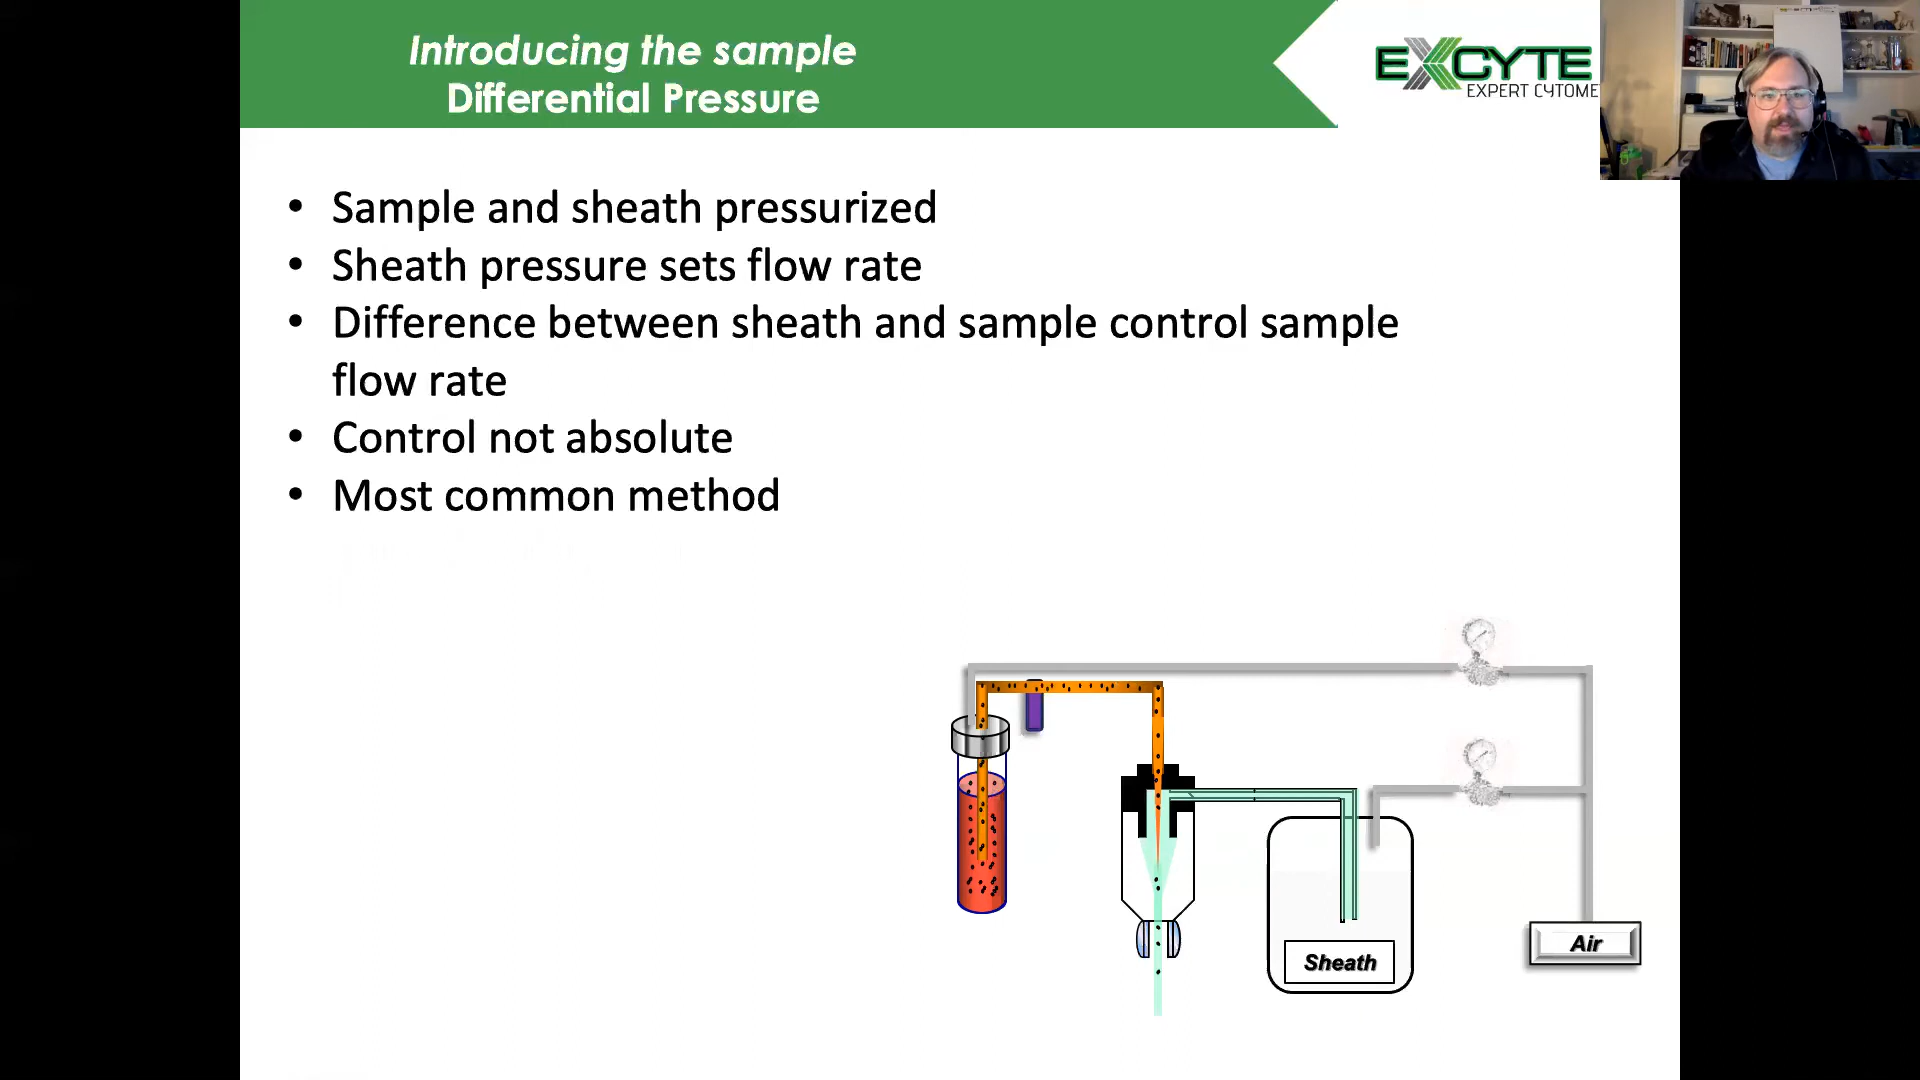 Introducing the sample
Differential Pressure
EXCYTE
EXPERT CYTOME
• Sample and sheath pressurized
• Sheath pressure sets flow rate
• Difference between sheath and sample control sample
flow rate
• Control not absolute
• Most common method
Sheath
Air